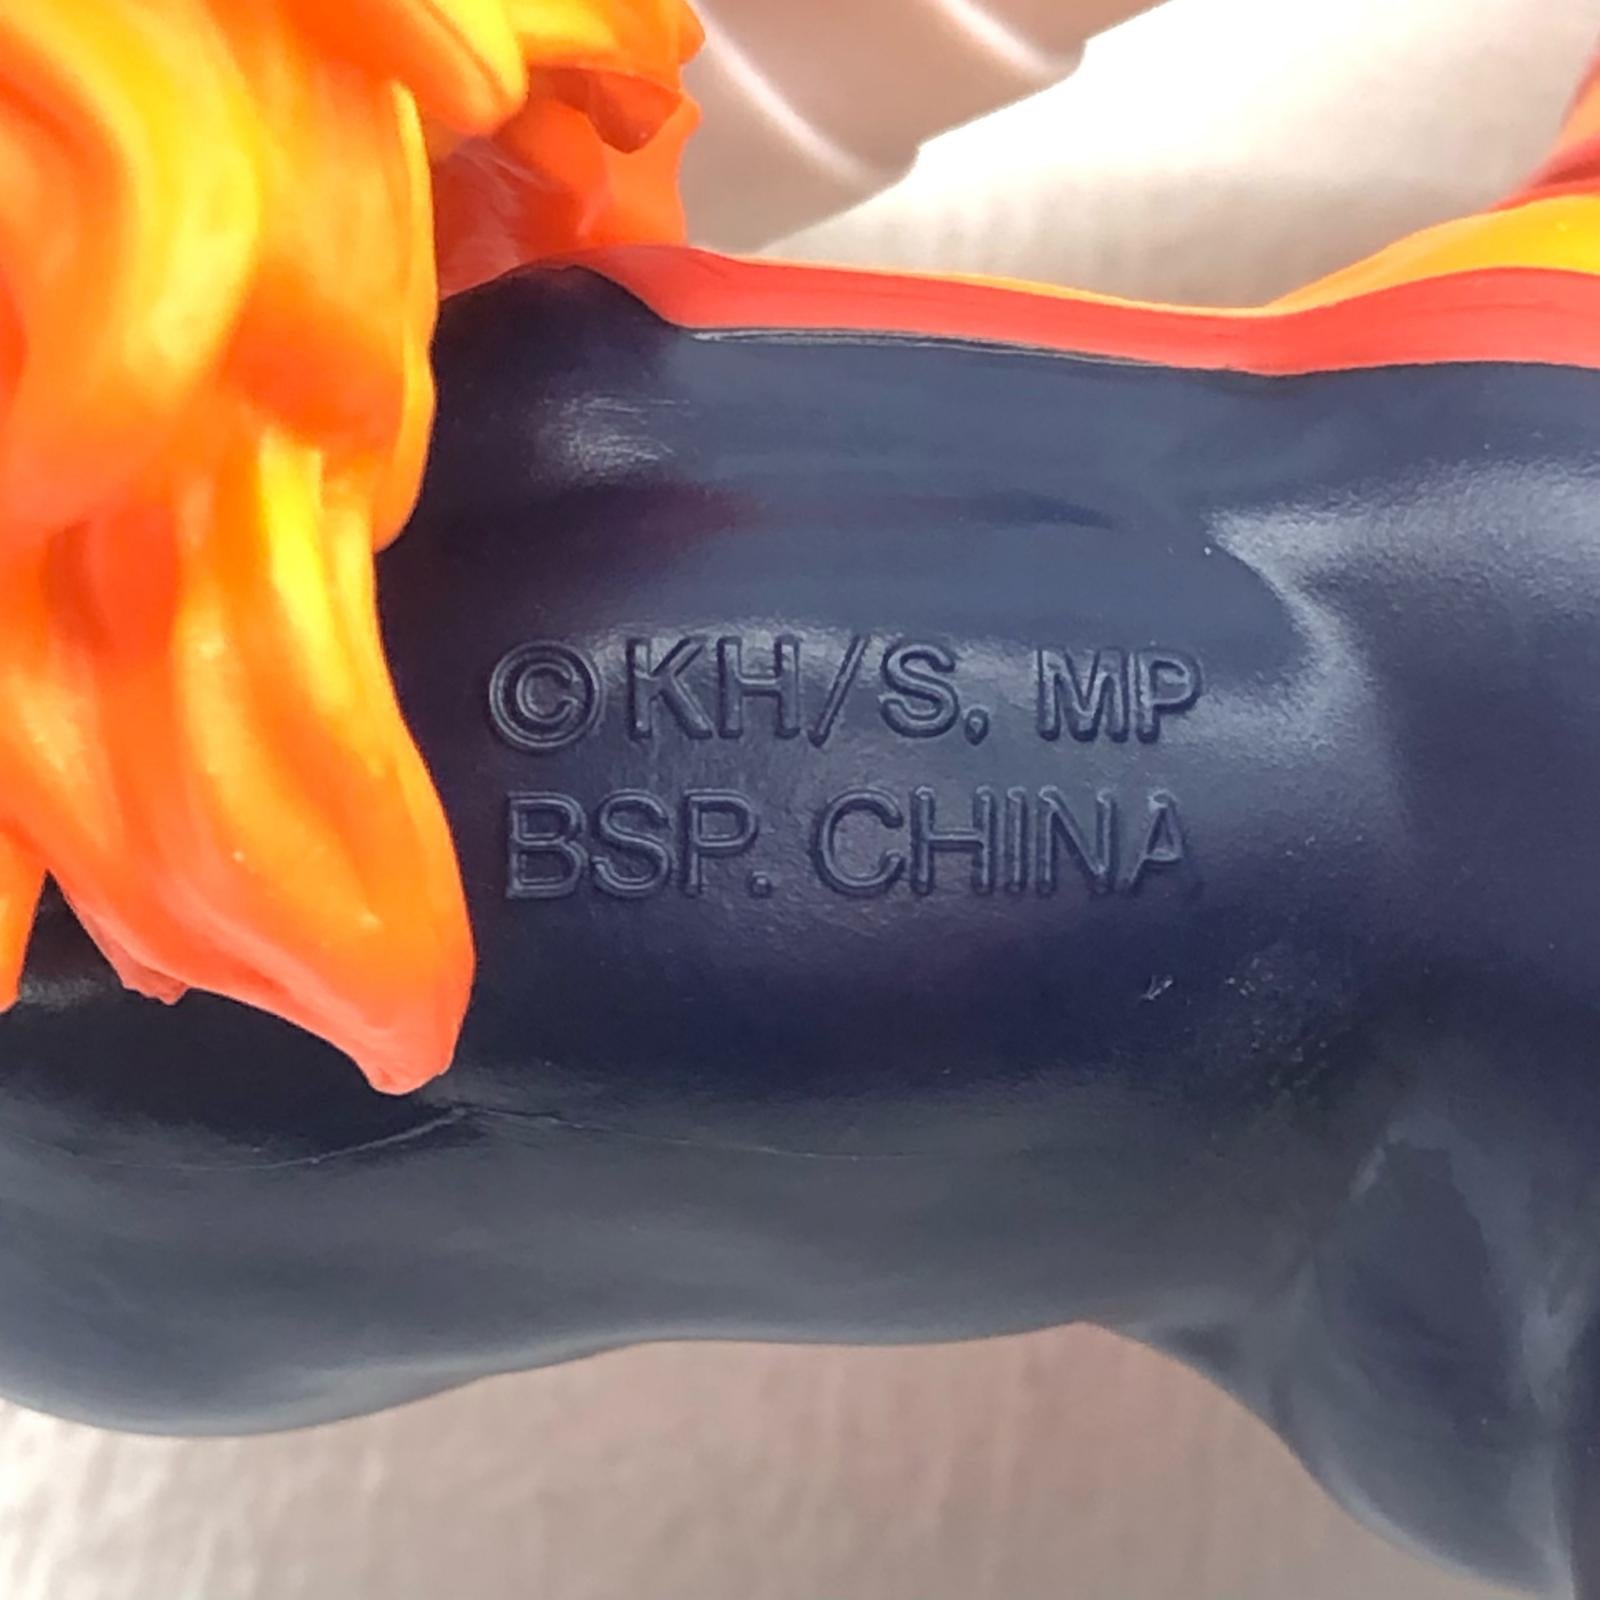 ©KH/S, MP
BSP. CHINA